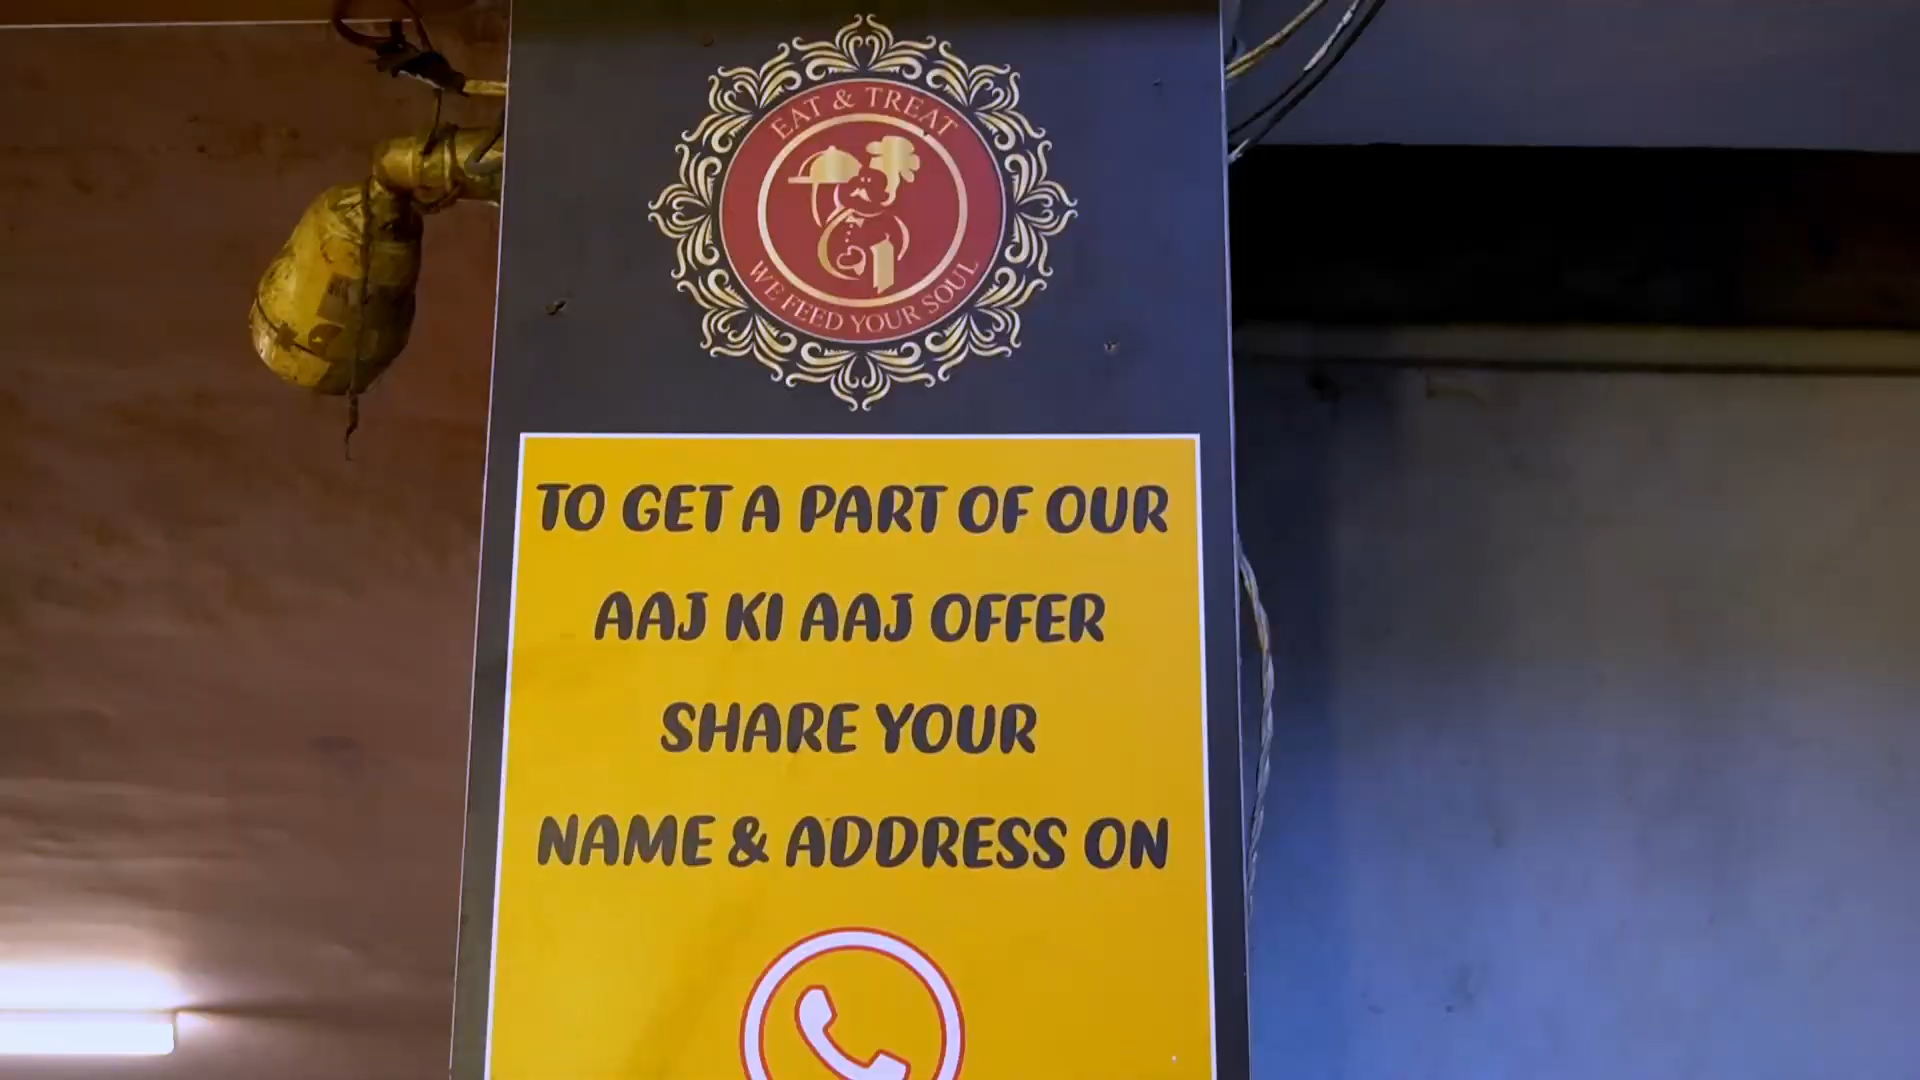 EAT & TREAT
WE FEED YOUR SOUL
TO GET A PART OF OUR
AAJ KI AAJ OFFER
SHARE YOUR
NAME & ADDRESS ON